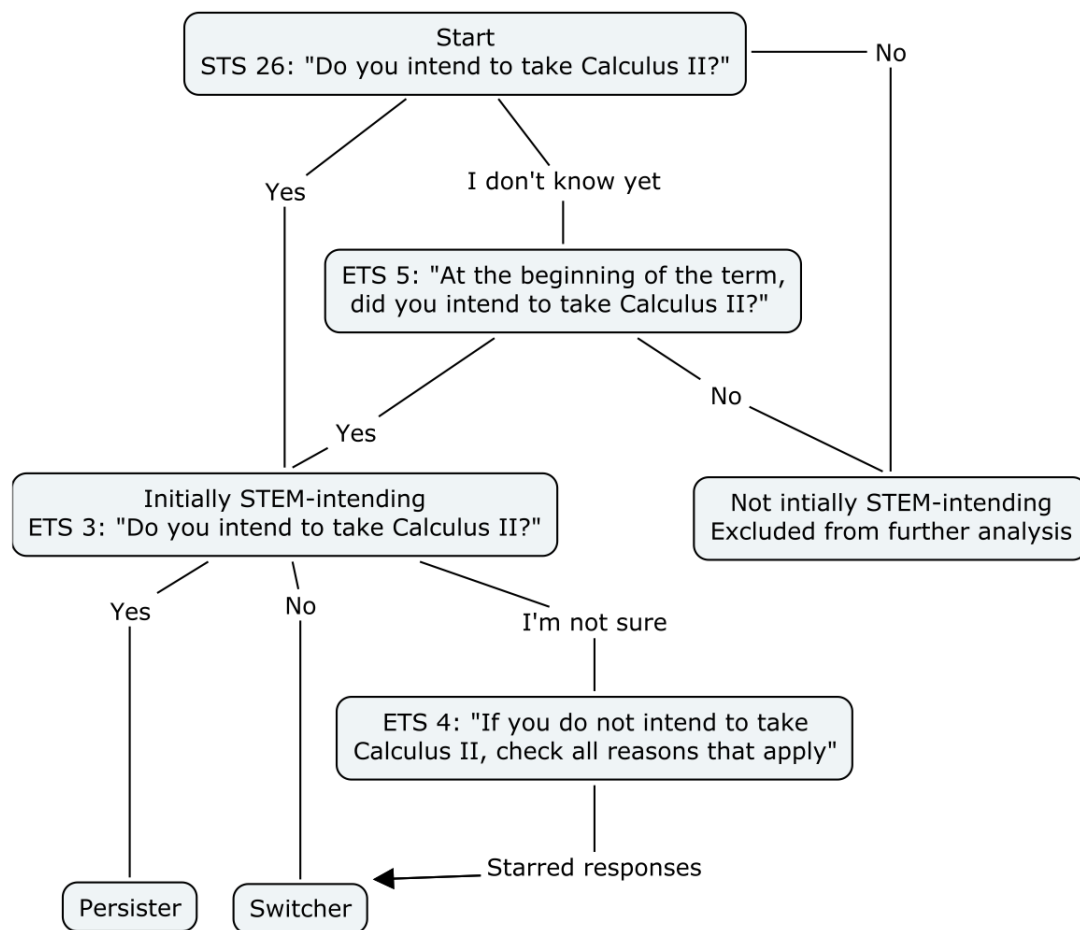 Start
STS 26: "Do you intend to take Calculus II?"
No
Yes
I don't know yet
ETS 5: "At the beginning of the term,
did you intend to take Calculus II?"
No
Yes
Initially STEM-intending
ETS 3: "Do you intend to take Calculus II?"
Not intially STEM-intending
Excluded from further analysis
Yes
No
I'm not sure
ETS 4: "If you do not intend to take
Calculus II, check all reasons that apply"
Starred responses
Persister
Switcher